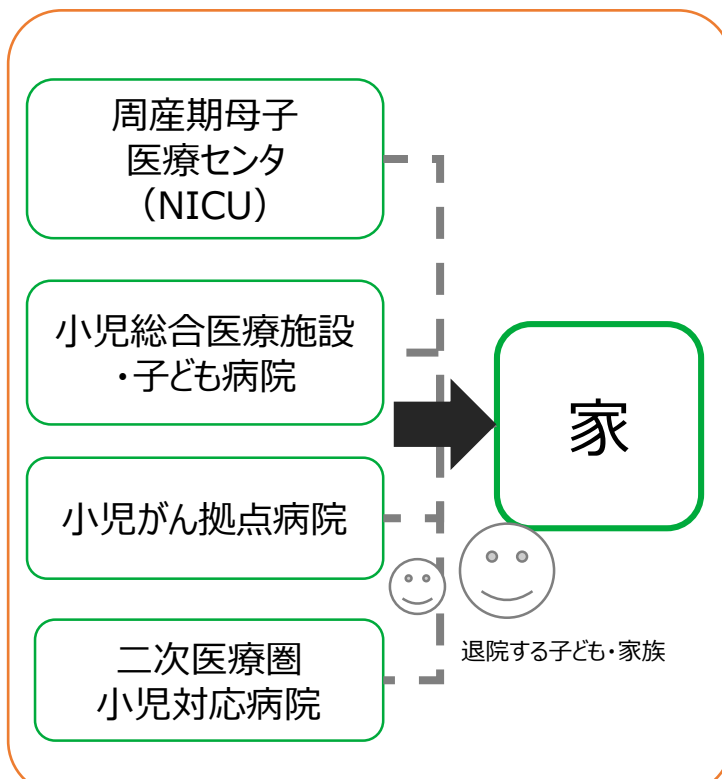 周産期母子
医療センタ
（NICU）
小児総合医療施設
・子ども病院
小児がん拠点病院
二次医療圏
小児対応病院
家
退院する子ども・家族